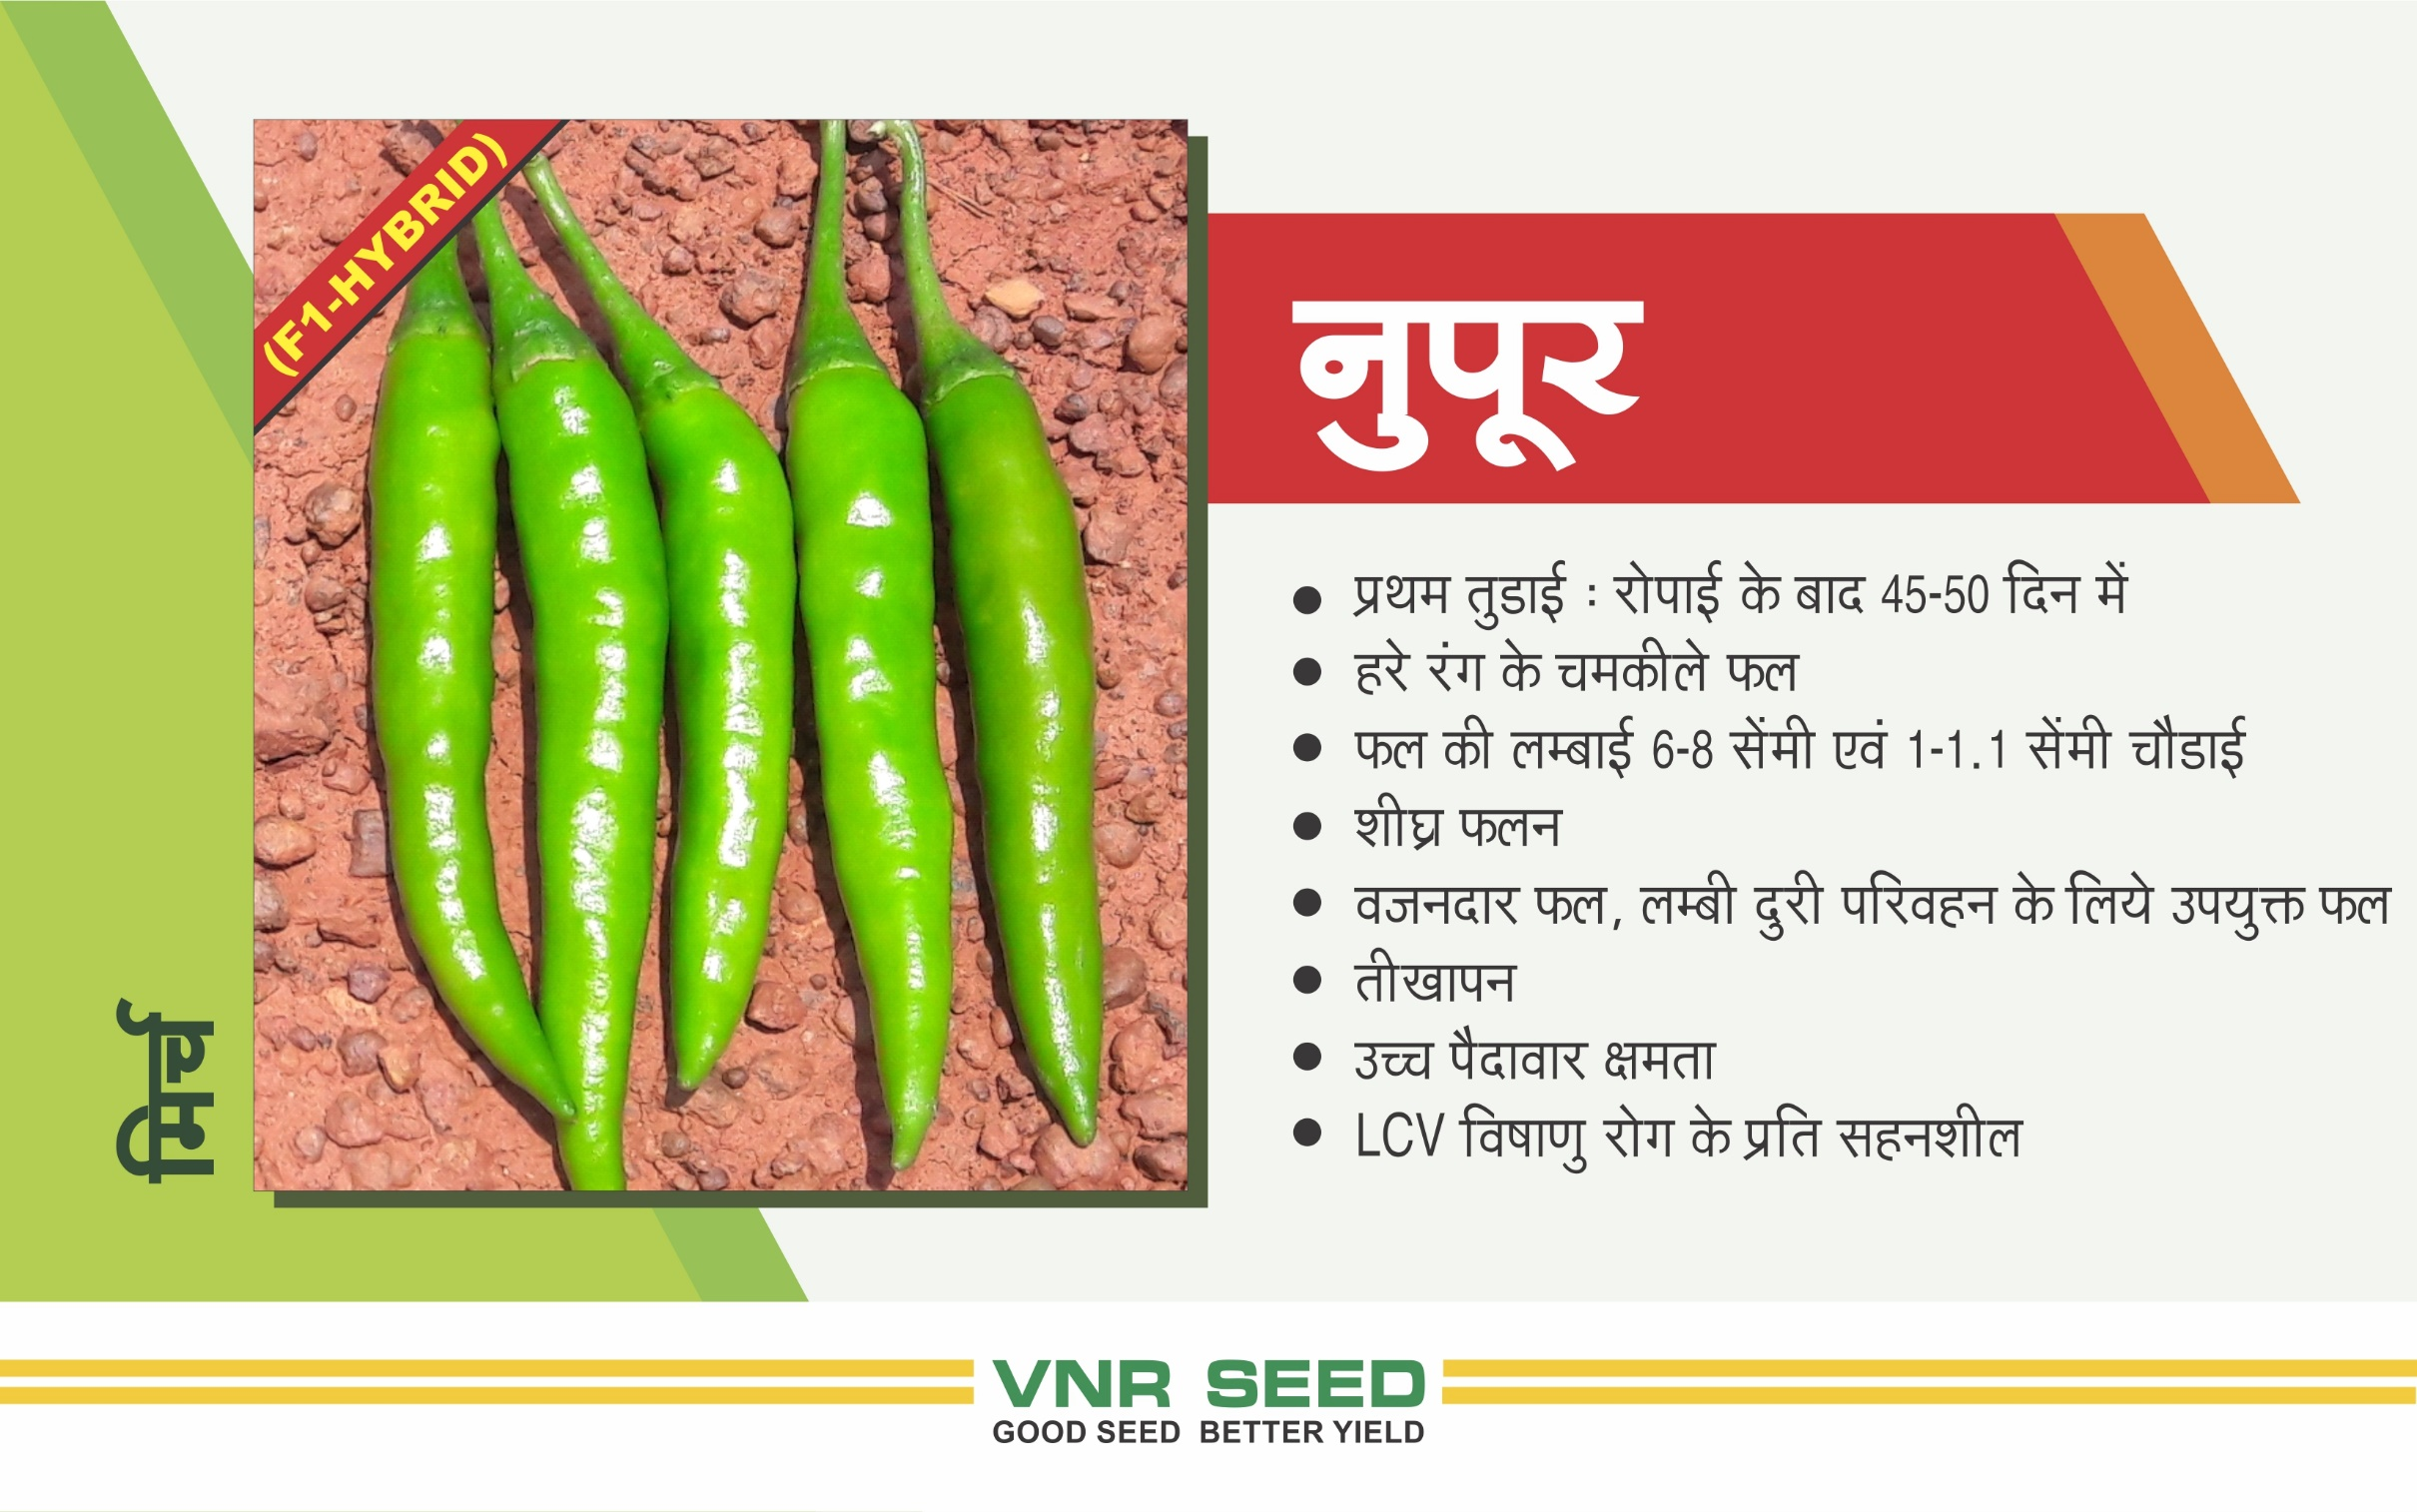 (F1-HYBRID)
नुपूर
प्रथम तुडाई : रोपाई के बाद 45-50 दिन में
हरे रंग के चमकीले फल
फल की लम्बाई 6-8 सेंमी एवं 1-1.1 सेंमी चौडाई
शीघ्र फलन
वजनदार फल, लम्बी दुरी परिवहन के लिये उपयुक्त फल
तीखापन
उच्च पैदावार क्षमता
LCV विषाणु रोग के प्रति सहनशील
मिर्च
VNR SEED
GOOD SEED BETTER YIELD